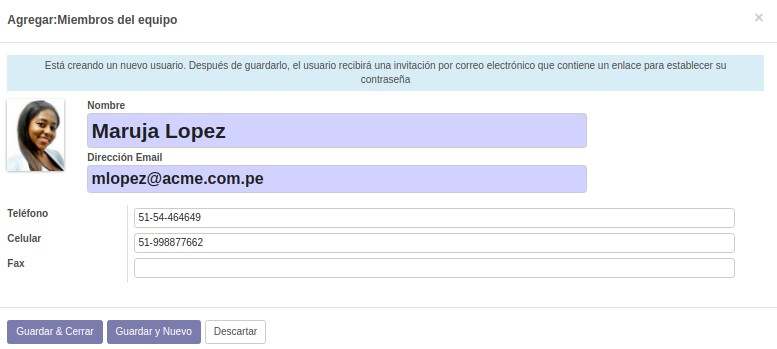 Agregar:Miembros del equipo
×
Está creando un nuevo usuario. Después de guardarlo, el usuario recibirá una invitación por correo electrónico que contiene un enlace para establecer su
contraseña
Nombre
Maruja Lopez
Dirección Email
mlopez@acme.com.pe
Teléfono
51-54-464649
Celular
51-998877662
Fax
Guardar & Cerrar
Guardar y Nuevo
Descartar